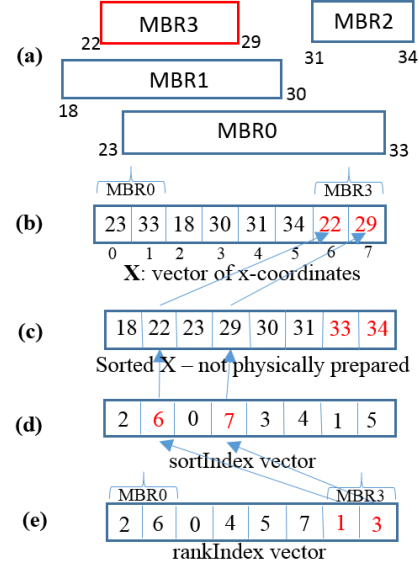 (a)
MBR3
MBR2
22
29
31
34
MBR1
18
30
MBR0
23
33
MBR0
MBR3
(b)
23 33 18 30 31 34 22 29
0 1 2 3 4 5 6 7
X: vector of x-coordinates
(c)
18 22 23 29 30 31 33 34
Sorted X – not physically prepared
(d)
2 6 0 7 3 4 1 5
sortIndex vector
MBR0
MBR3
(e)
2 6 0 4 5 7 1 3
rankIndex vector